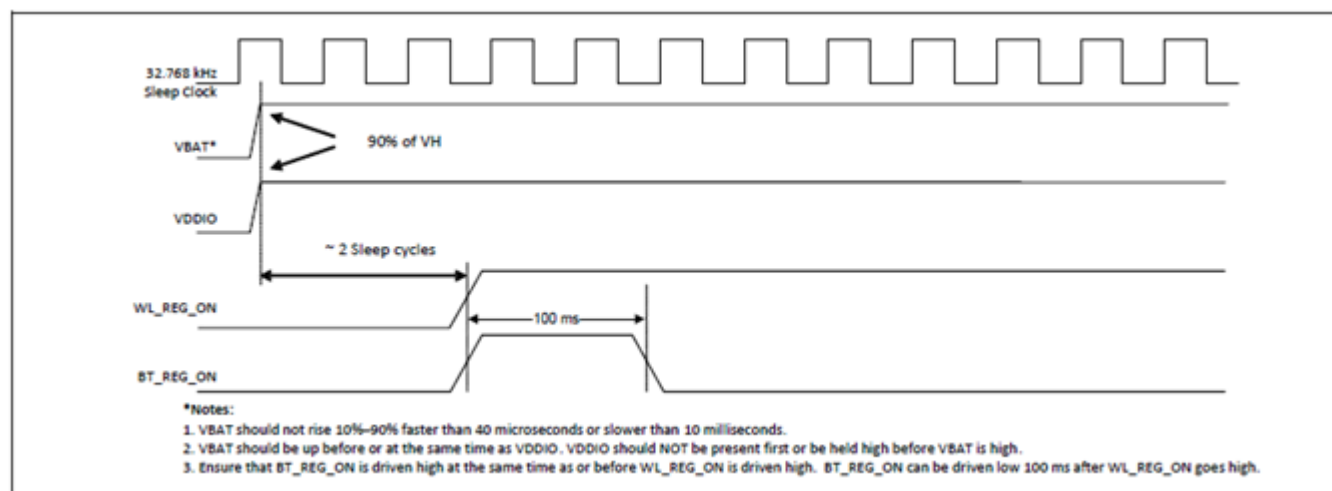 32.768 kHz
Sleep Clock
90% of VH
VBAT*
VDDIO
~ 2 Sleep cycles
WL_REG_ON
100 ms
BT_REG_ON
*Notes:
1. VBAT should not rise 10%–90% faster than 40 microseconds or slower than 10 milliseconds.
2. VBAT should be up before or at the same time as VDDIO. VDDIO should NOT be present first or be held high before VBAT is high.
3. Ensure that BT_REG_ON is driven high at the same time as or before WL_REG_ON is driven high. BT_REG_ON can be driven low 100 ms after WL_REG_ON goes high.